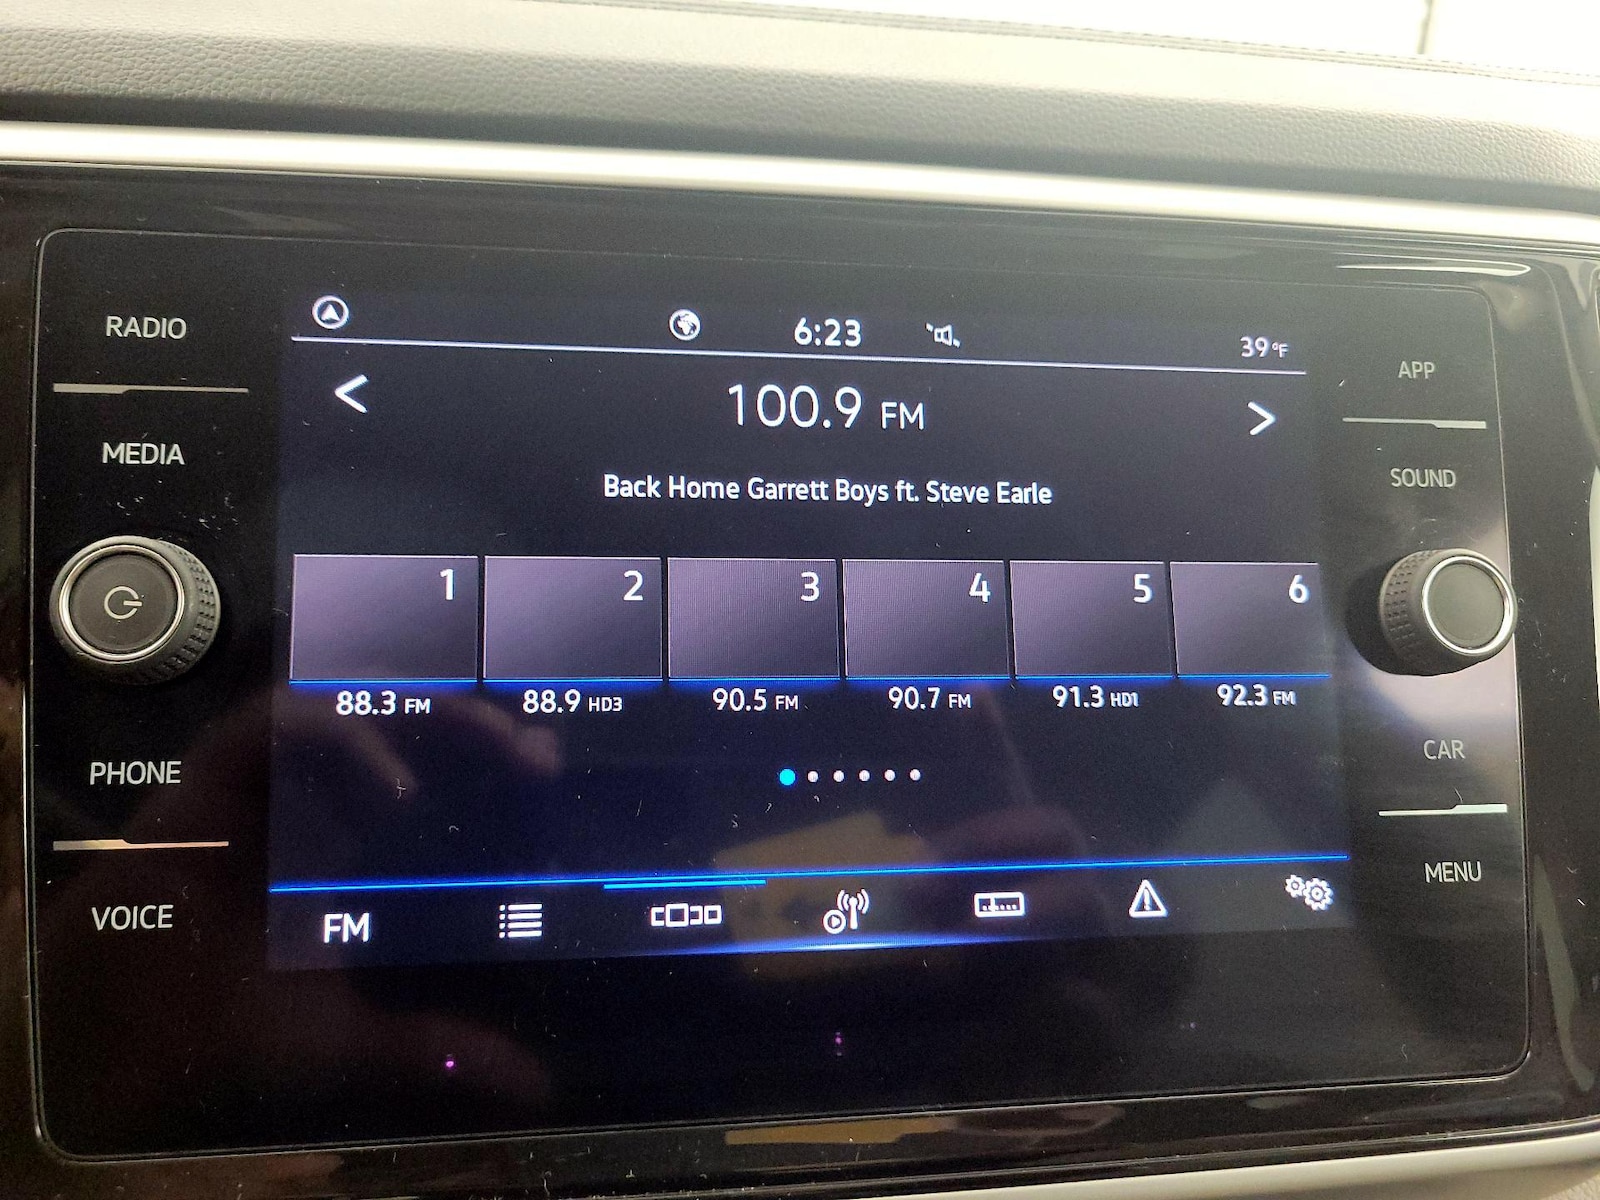 RADIO
MEDIA
PHONE
VOICE
6:23
39°F
100.9 FM
Back Home Garrett Boys ft. Steve Earle
1 2 3 4 5 6
88.3 FM 88.9 HD3 90.5 FM 90.7 FM 91.3 HD1 92.3 FM
FM
APP
SOUND
CAR
MENU